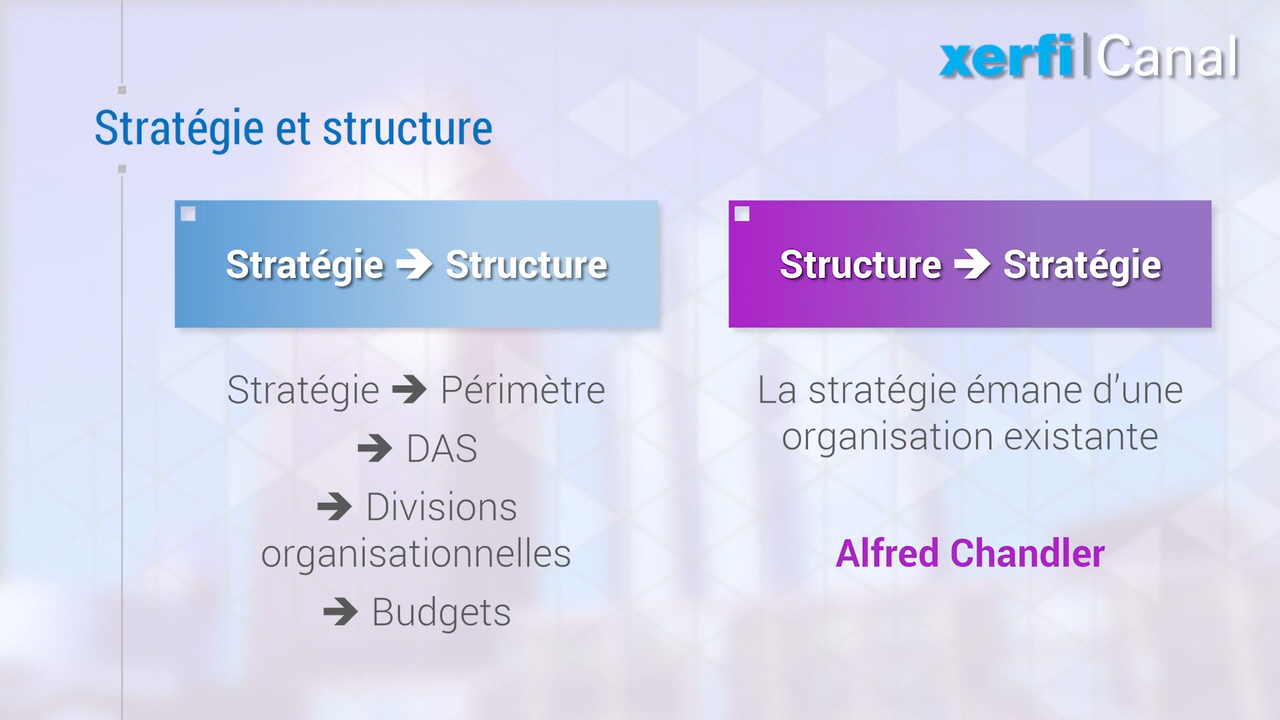 xerfi|Canal
Stratégie et structure
Stratégie ➔ Structure
Stratégie ➔ Périmètre
➔ DAS
➔ Divisions
organisationnelles
➔ Budgets
Structure ➔ Stratégie
La stratégie émane d’une
organisation existante
Alfred Chandler